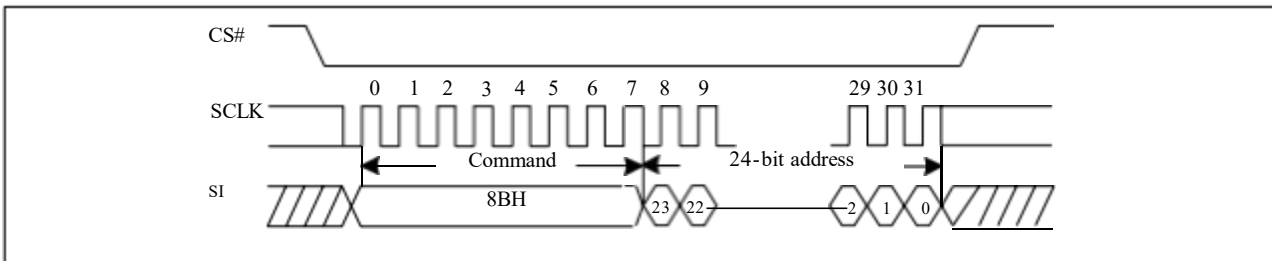 CS#
0 1 2 3 4 5 6 7 8 9 29 30 31
SCLK
Command 24-bit address
SI 8BH 23 22 2 1 0